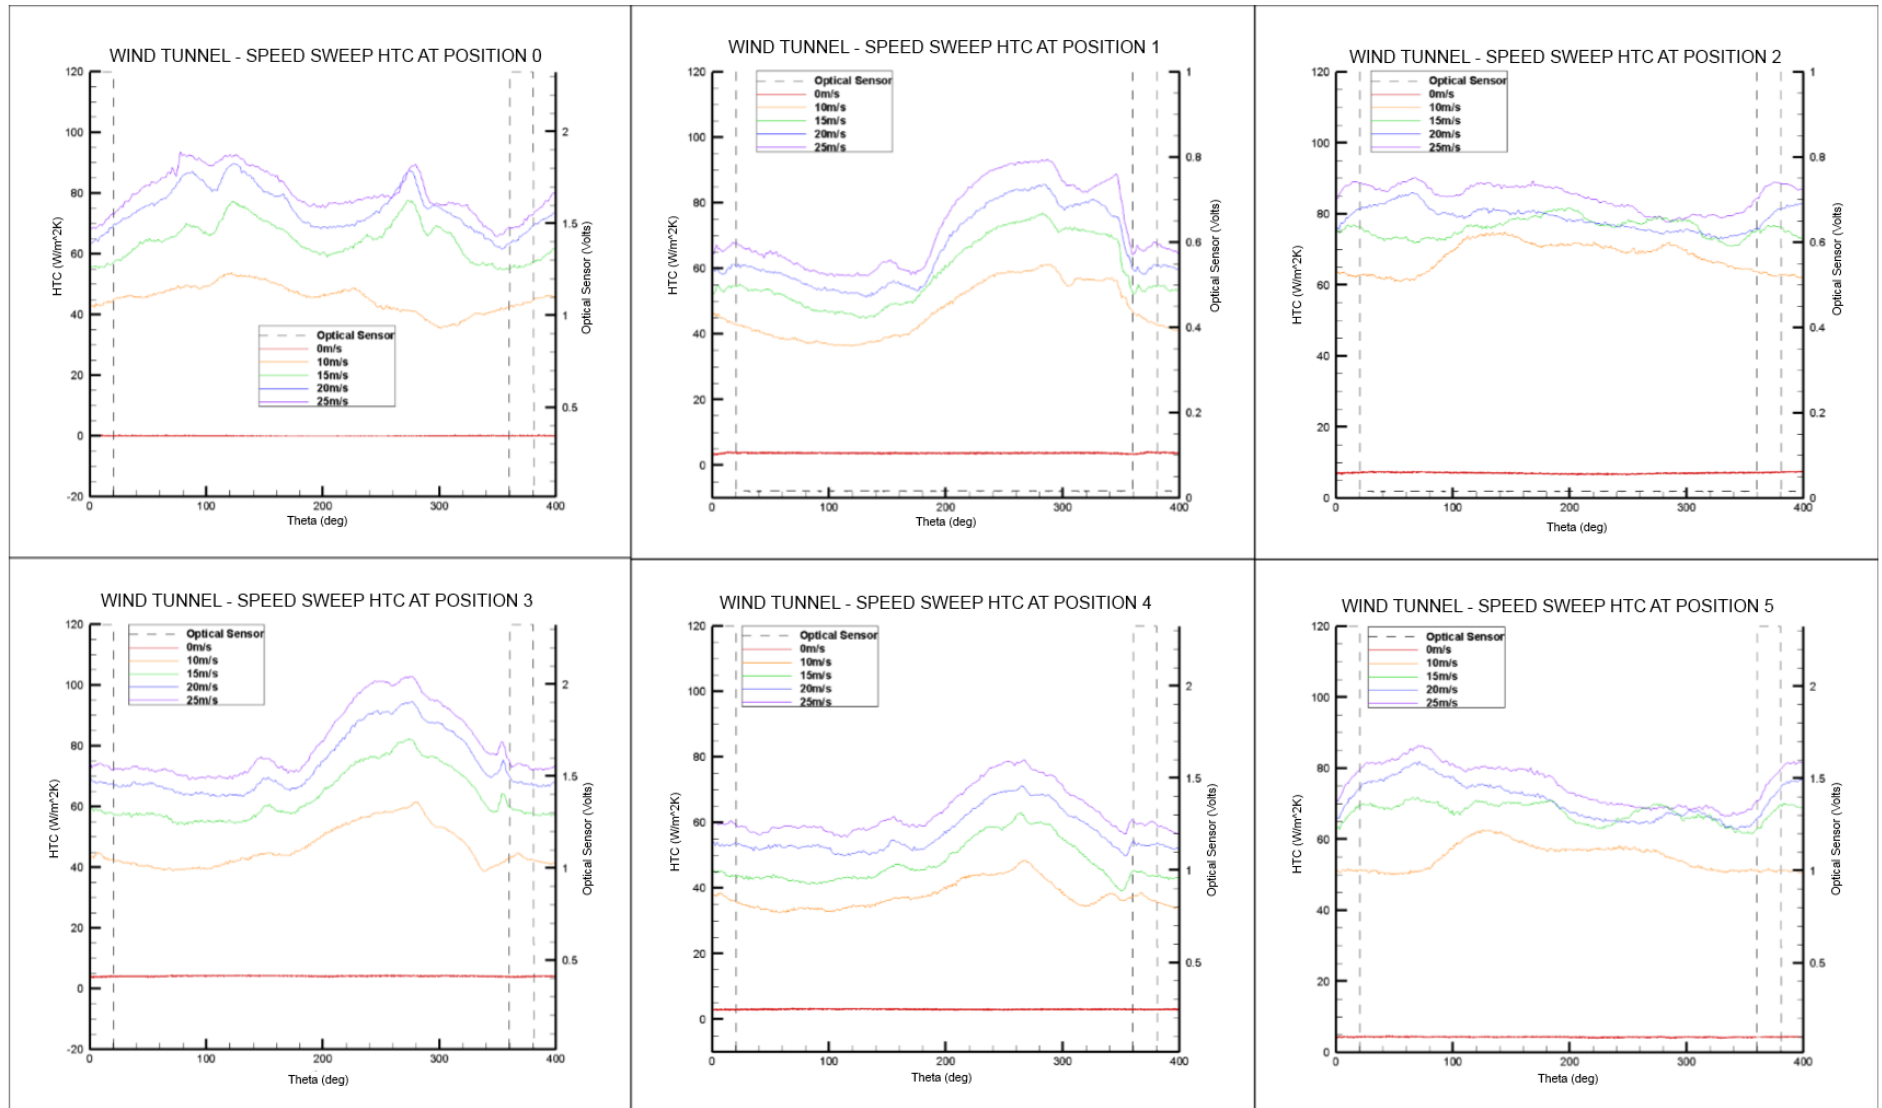 WIND TUNNEL - SPEED SWEEP HTC AT POSITION 0
120
100
80
60
40
20
0
-20
HTC (W/m^2K)
2
1.5
1
0.5
Optical Sensor (Volts)
Optical Sensor
0m/s
10m/s
15m/s
20m/s
25m/s
0 100 200 300 400
Theta (deg)
WIND TUNNEL - SPEED SWEEP HTC AT POSITION 1
120
100
80
60
40
20
0
HTC (W/m^2K)
Optical Sensor
0m/s
10m/s
15m/s
20m/s
25m/s
1
0.8
0.6
0.4
0.2
0
Optical Sensor (Volts)
0 100 200 300 400
Theta (deg)
WIND TUNNEL - SPEED SWEEP HTC AT POSITION 2
120
100
80
60
40
20
0
HTC (W/m^2K)
Optical Sensor
0m/s
10m/s
15m/s
20m/s
25m/s
1
0.8
0.6
0.4
0.2
0
Optical Sensor (Volts)
0 100 200 300 400
Theta (deg)
WIND TUNNEL - SPEED SWEEP HTC AT POSITION 3
120
100
80
60
40
20
0
-20
HTC (W/m^2K)
Optical Sensor
0m/s
10m/s
15m/s
20m/s
25m/s
2
1.5
1
0.5
Optical Sensor (Volts)
0 100 200 300 400
Theta (deg)
WIND TUNNEL - SPEED SWEEP HTC AT POSITION 4
120
100
80
60
40
20
0
HTC (W/m^2K)
Optical Sensor
0m/s
10m/s
15m/s
20m/s
25m/s
2
1.5
1
0.5
Optical Sensor (Volts)
0 100 200 300 400
Theta (deg)
WIND TUNNEL - SPEED SWEEP HTC AT POSITION 5
120
100
80
60
40
20
0
HTC (W/m^2K)
Optical Sensor
0m/s
10m/s
15m/s
20m/s
25m/s
2
1.5
1
0.5
Optical Sensor (Volts)
0 100 200 300 400
Theta (deg)